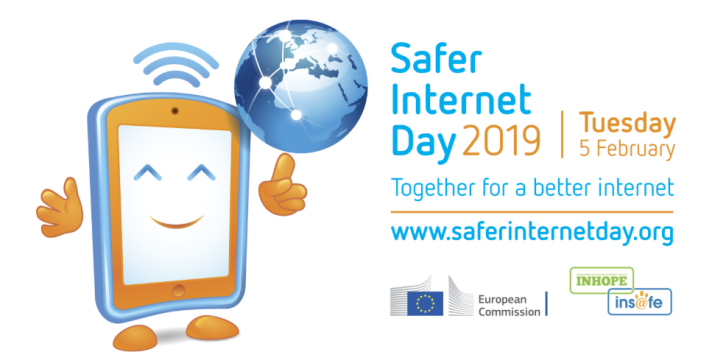 Safer
Internet
Day 2019
Tuesday
5 February
Together for a better internet
www.saferinternetday.org
European
Commission
INHOPE
ins@fe